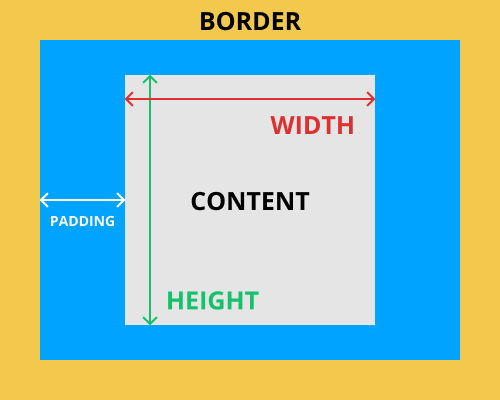 BORDER
WIDTH
CONTENT
PADDING
HEIGHT